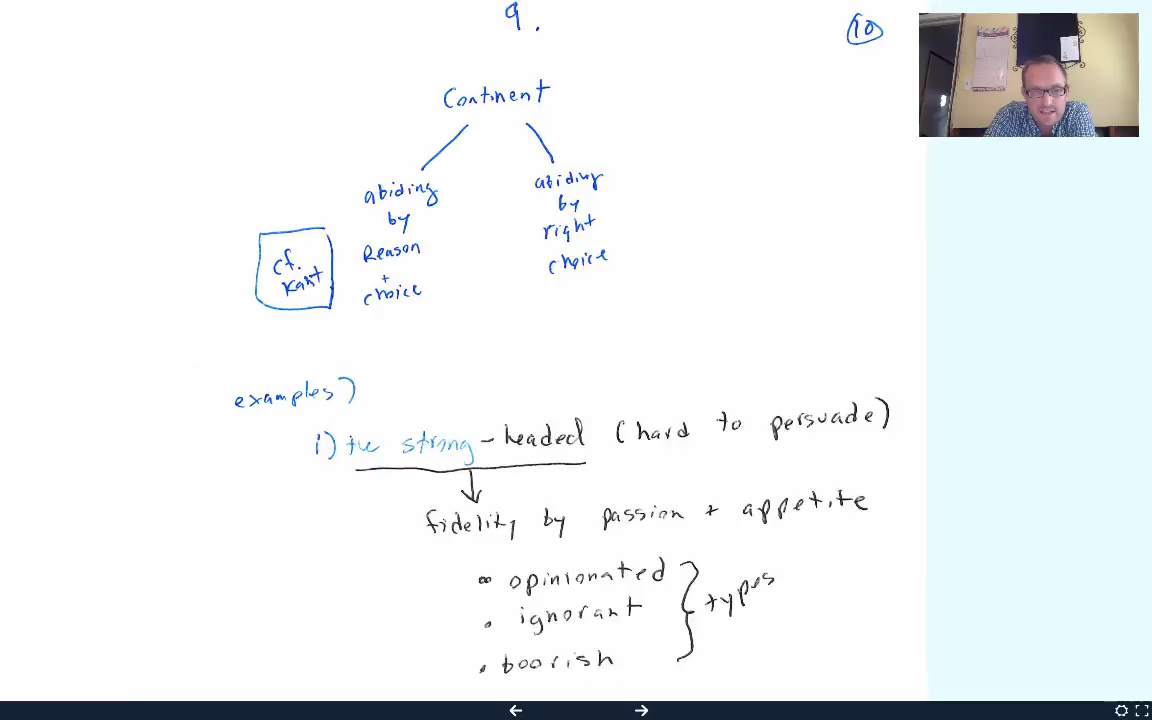 9.
10
Continent
abiding
by
Reason
+
choice
abiding
by
right
choice
cf.
Kant
examples)
1) the strong-headed (hard to persuade)
fidelity by passion + appetite
• opinionated
• ignorant
• boorish
types